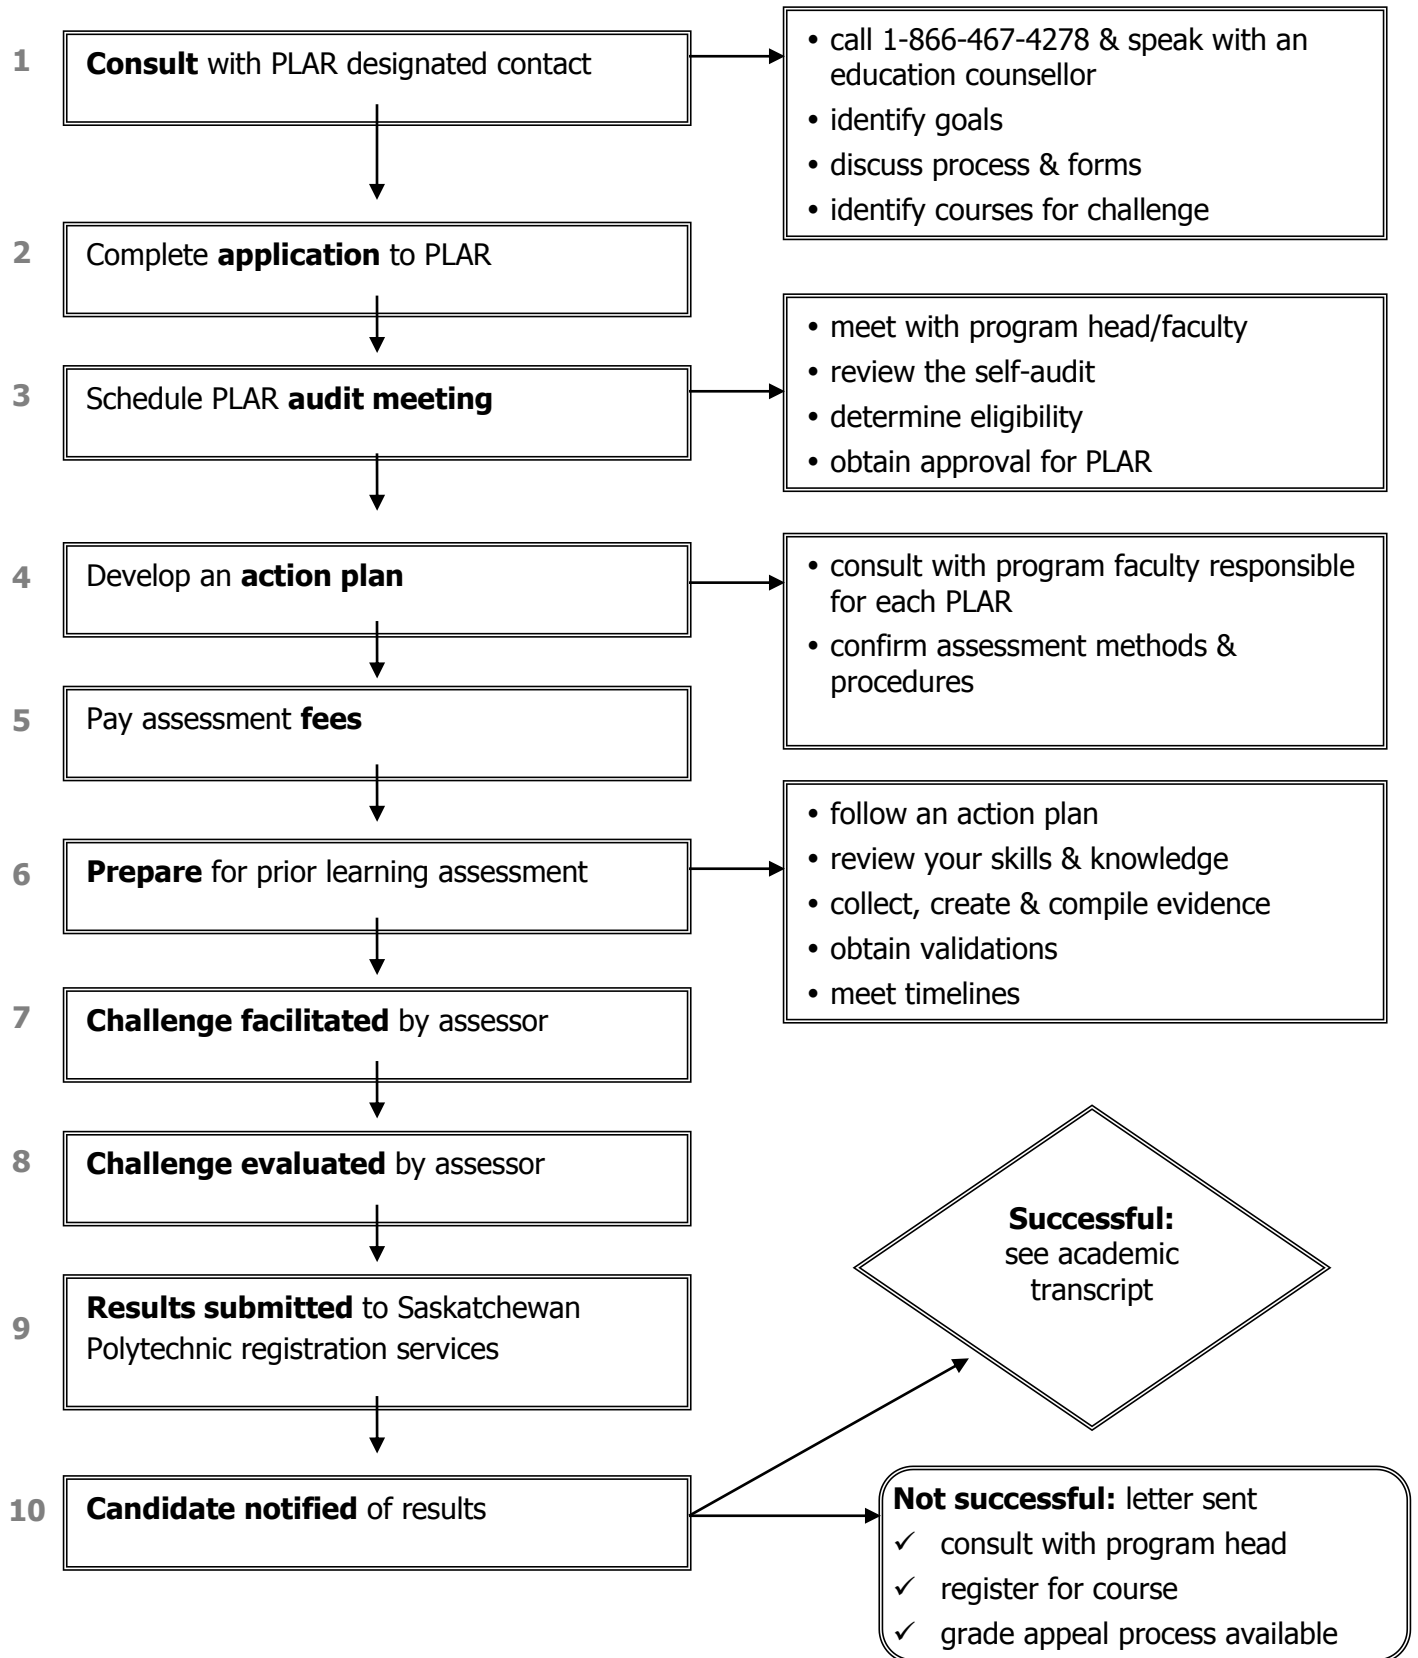 1
Consult with PLAR designated contact
• call 1-866-467-4278 & speak with an
education counsellor
• identify goals
• discuss process & forms
• identify courses for challenge
2
Complete application to PLAR
3
Schedule PLAR audit meeting
• meet with program head/faculty
• review the self-audit
• determine eligibility
• obtain approval for PLAR
4
Develop an action plan
• consult with program faculty responsible
for each PLAR
• confirm assessment methods &
procedures
5
Pay assessment fees
6
Prepare for prior learning assessment
• follow an action plan
• review your skills & knowledge
• collect, create & compile evidence
• obtain validations
• meet timelines
7
Challenge facilitated by assessor
8
Challenge evaluated by assessor
9
Results submitted to Saskatchewan
Polytechnic registration services
10
Candidate notified of results
Successful:
see academic
transcript
Not successful: letter sent
✓ consult with program head
✓ register for course
✓ grade appeal process available